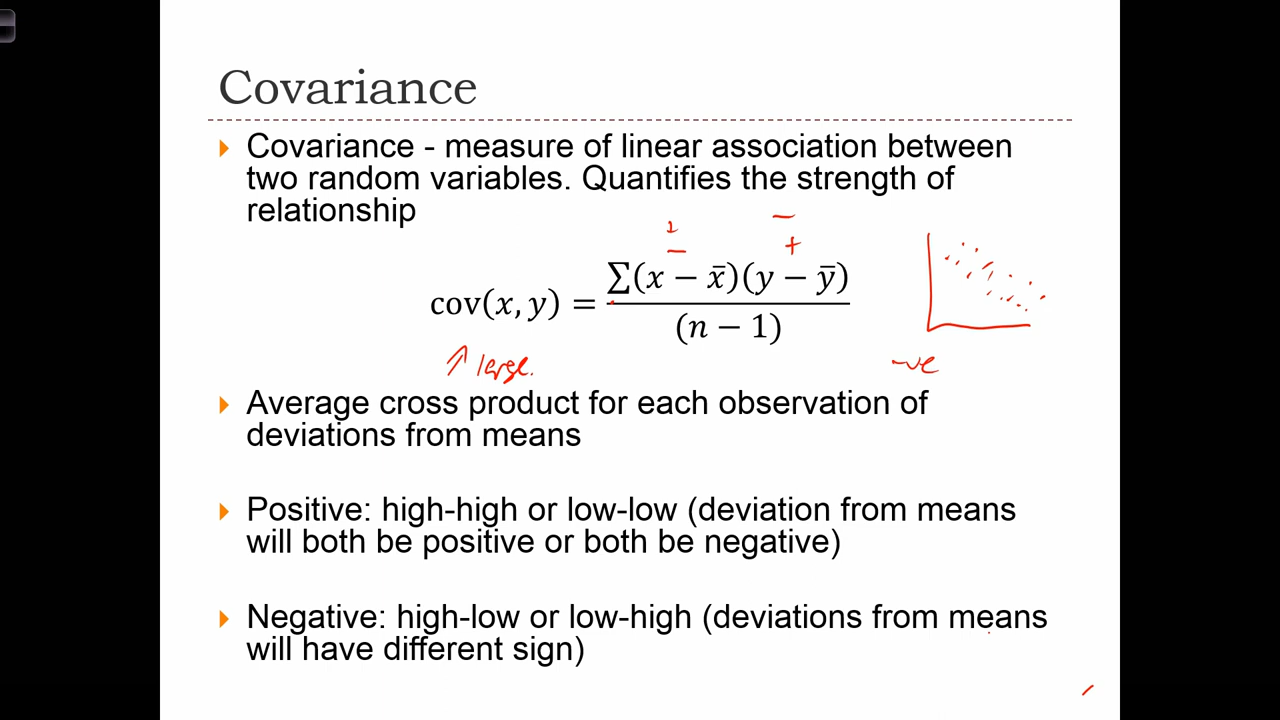 Covariance
Covariance - measure of linear association between
two random variables. Quantifies the strength of
relationship
+ −
− +
cov(x, y) = ∑(x − x̄)(y − ȳ) / (n − 1)
↑ large.
-ve
Average cross product for each observation of
deviations from means
Positive: high-high or low-low (deviation from means
will both be positive or both be negative)
Negative: high-low or low-high (deviations from means
will have different sign)